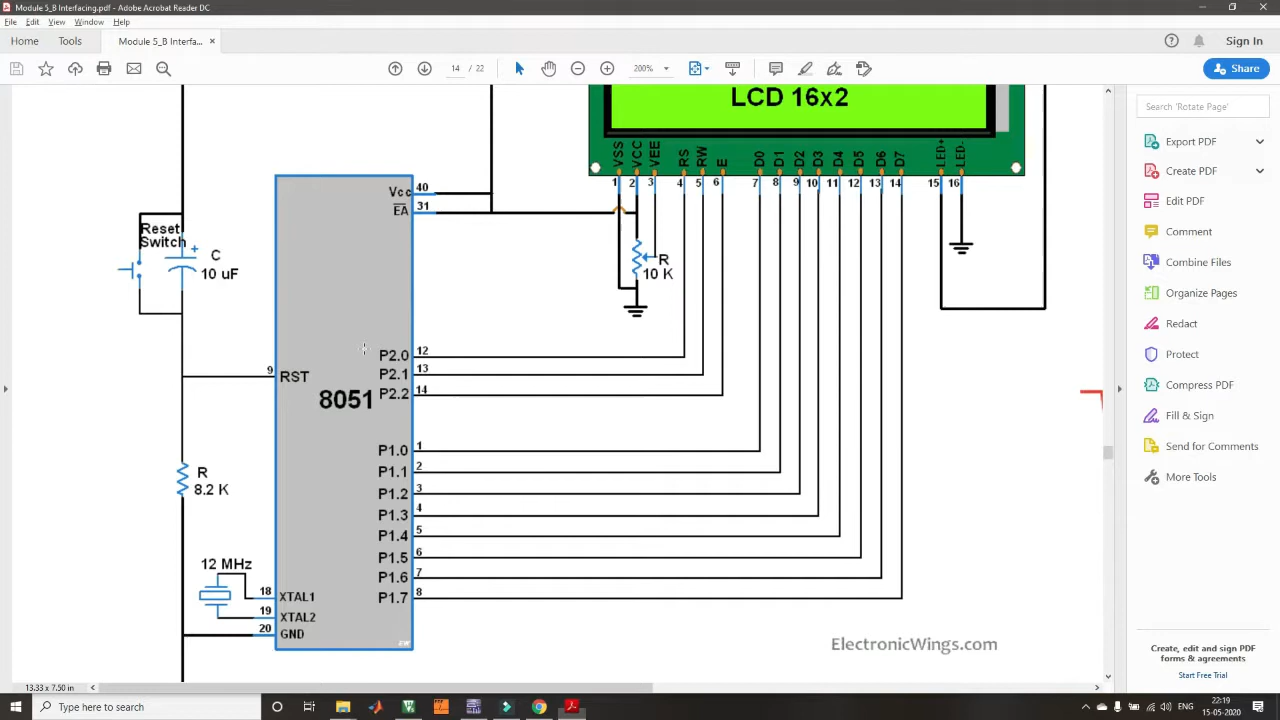 Module 5_B Interfacing.pdf - Adobe Acrobat Reader DC
File Edit View Window Help
Home Tools Module 5_B Interfa... ×
14 / 22 200%
Sign In
Share
LCD 16x2
VSS VCC VEE RS RW E D0 D1 D2 D3 D4 D5 D6 D7 LED+ LED-
1 2 3 4 5 6 7 8 9 10 11 12 13 14 15 16
Vcc 40
EA 31
Reset
Switch
+
C
10 uF
R
10 K
P2.0 12
P2.1 13
P2.2 14
9 RST
8051
P1.0 1
P1.1 2
P1.2 3
P1.3 4
P1.4 5
P1.5 6
P1.6 7
P1.7 8
R
8.2 K
12 MHz
18 XTAL1
19 XTAL2
20 GND
EW
ElectronicWings.com
13.33 x 7.50 in
Search 'Rotate Page'
Export PDF
Create PDF
Edit PDF
Comment
Combine Files
Organize Pages
Redact
Protect
Compress PDF
Fill & Sign
Send for Comments
More Tools
Create, edit and sign PDF
forms & agreements
Start Free Trial
Type here to search
ENG
22:19
15-05-2020